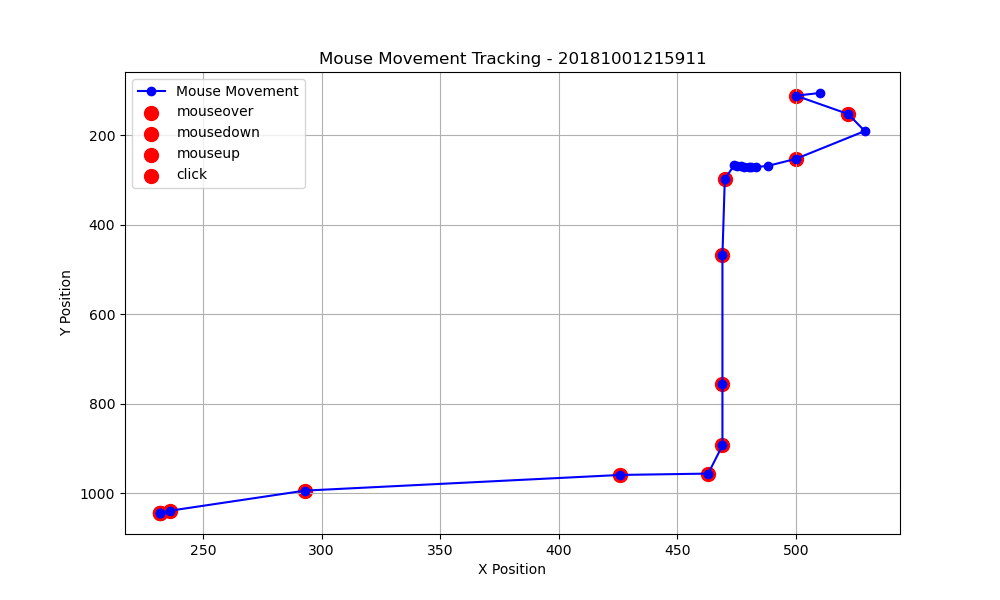 Mouse Movement Tracking - 20181001215911
Mouse Movement
mouseover
mousedown
mouseup
click
200
400
600
800
1000
Y Position
250
300
350
400
450
500
X Position